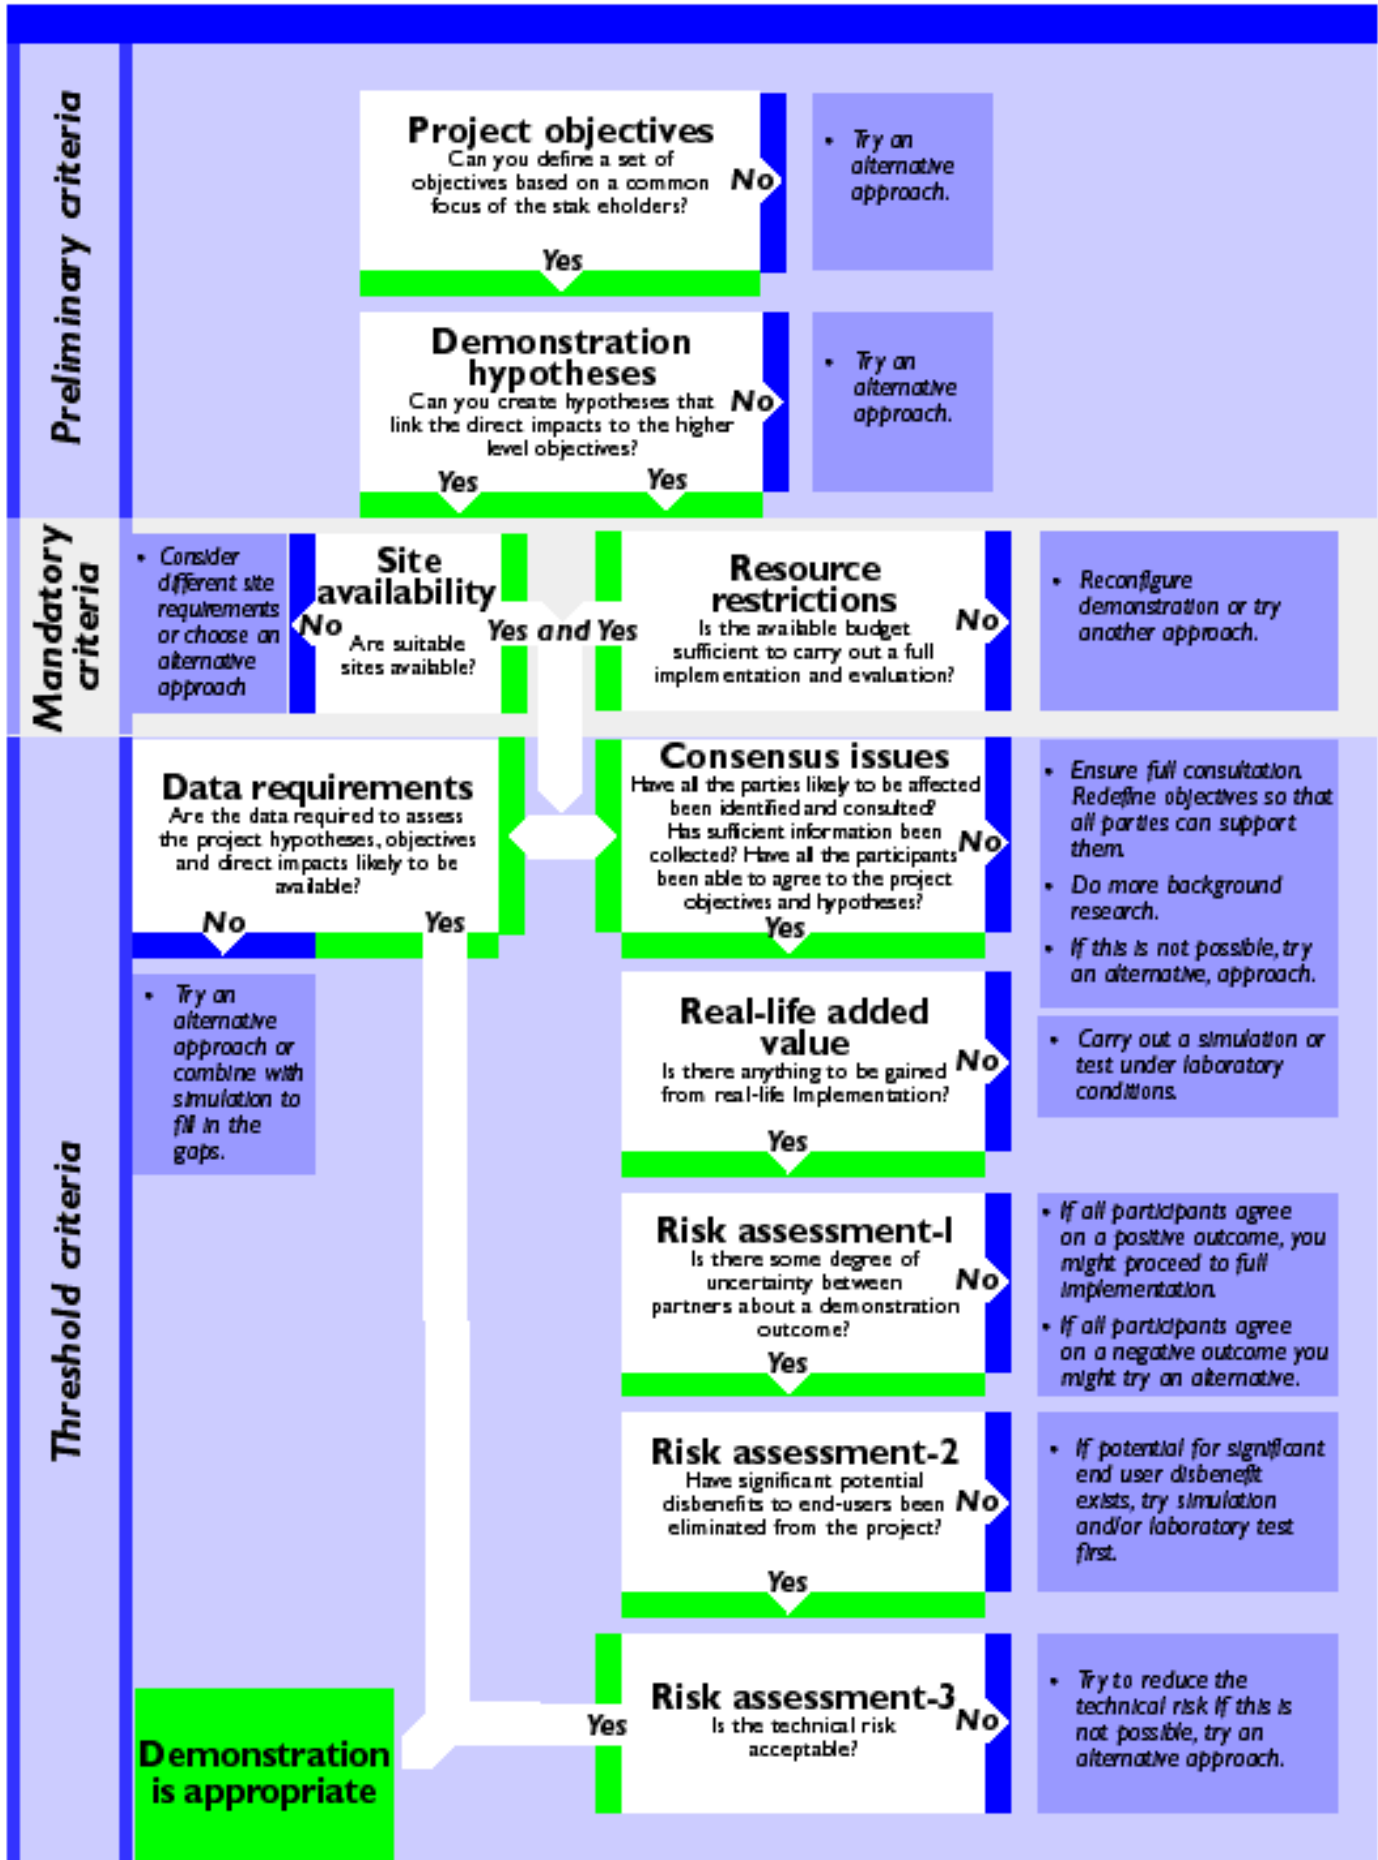 Preliminary criteria
Project objectives
Can you define a set of
objectives based on a common
focus of the stak eholders?
No
Yes
• Try an
alternative
approach.
Demonstration
hypotheses
Can you create hypotheses that
link the direct impacts to the higher
level objectives?
No
Yes
Yes
• Try an
alternative
approach.
Mandatory
criteria
• Consider
different site
requirements
or choose an
alternative
approach
No
Site
availability
Are suitable
sites available?
Yes and Yes
Resource
restrictions
Is the available budget
sufficient to carry out a full
implementation and evaluation?
No
• Reconfigure
demonstration or try
another approach.
Threshold criteria
Data requirements
Are the data required to assess
the project hypotheses, objectives
and direct impacts likely to be
available?
No
Yes
• Try an
alternative
approach or
combine with
simulation to
fill in the
gaps.
Consensus issues
Have all the parties likely to be affected
been identified and consulted?
Has sufficient information been
collected? Have all the participants
been able to agree to the project
objectives and hypotheses?
No
Yes
• Ensure full consultation.
Redefine objectives so that
all parties can support
them.
• Do more background
research.
• If this is not possible, try
an alternative, approach.
Real-life added
value
Is there anything to be gained
from real-life Implementation?
No
Yes
• Carry out a simulation or
test under laboratory
conditions.
Risk assessment-1
Is there some degree of
uncertainty between
partners about a demonstration
outcome?
No
Yes
• If all participants agree
on a positive outcome, you
might proceed to full
implementation.
• If all participants agree
on a negative outcome you
might try an alternative.
Risk assessment-2
Have significant potential
disbenefits to end-users been
eliminated from the project?
No
Yes
• If potential for significant
end user disbenefit
exists, try simulation
and/or laboratory test
first.
Risk assessment-3
Is the technical risk
acceptable?
No
Yes
• Try to reduce the
technical risk If this is
not possible, try an
alternative approach.
Demonstration
is appropriate